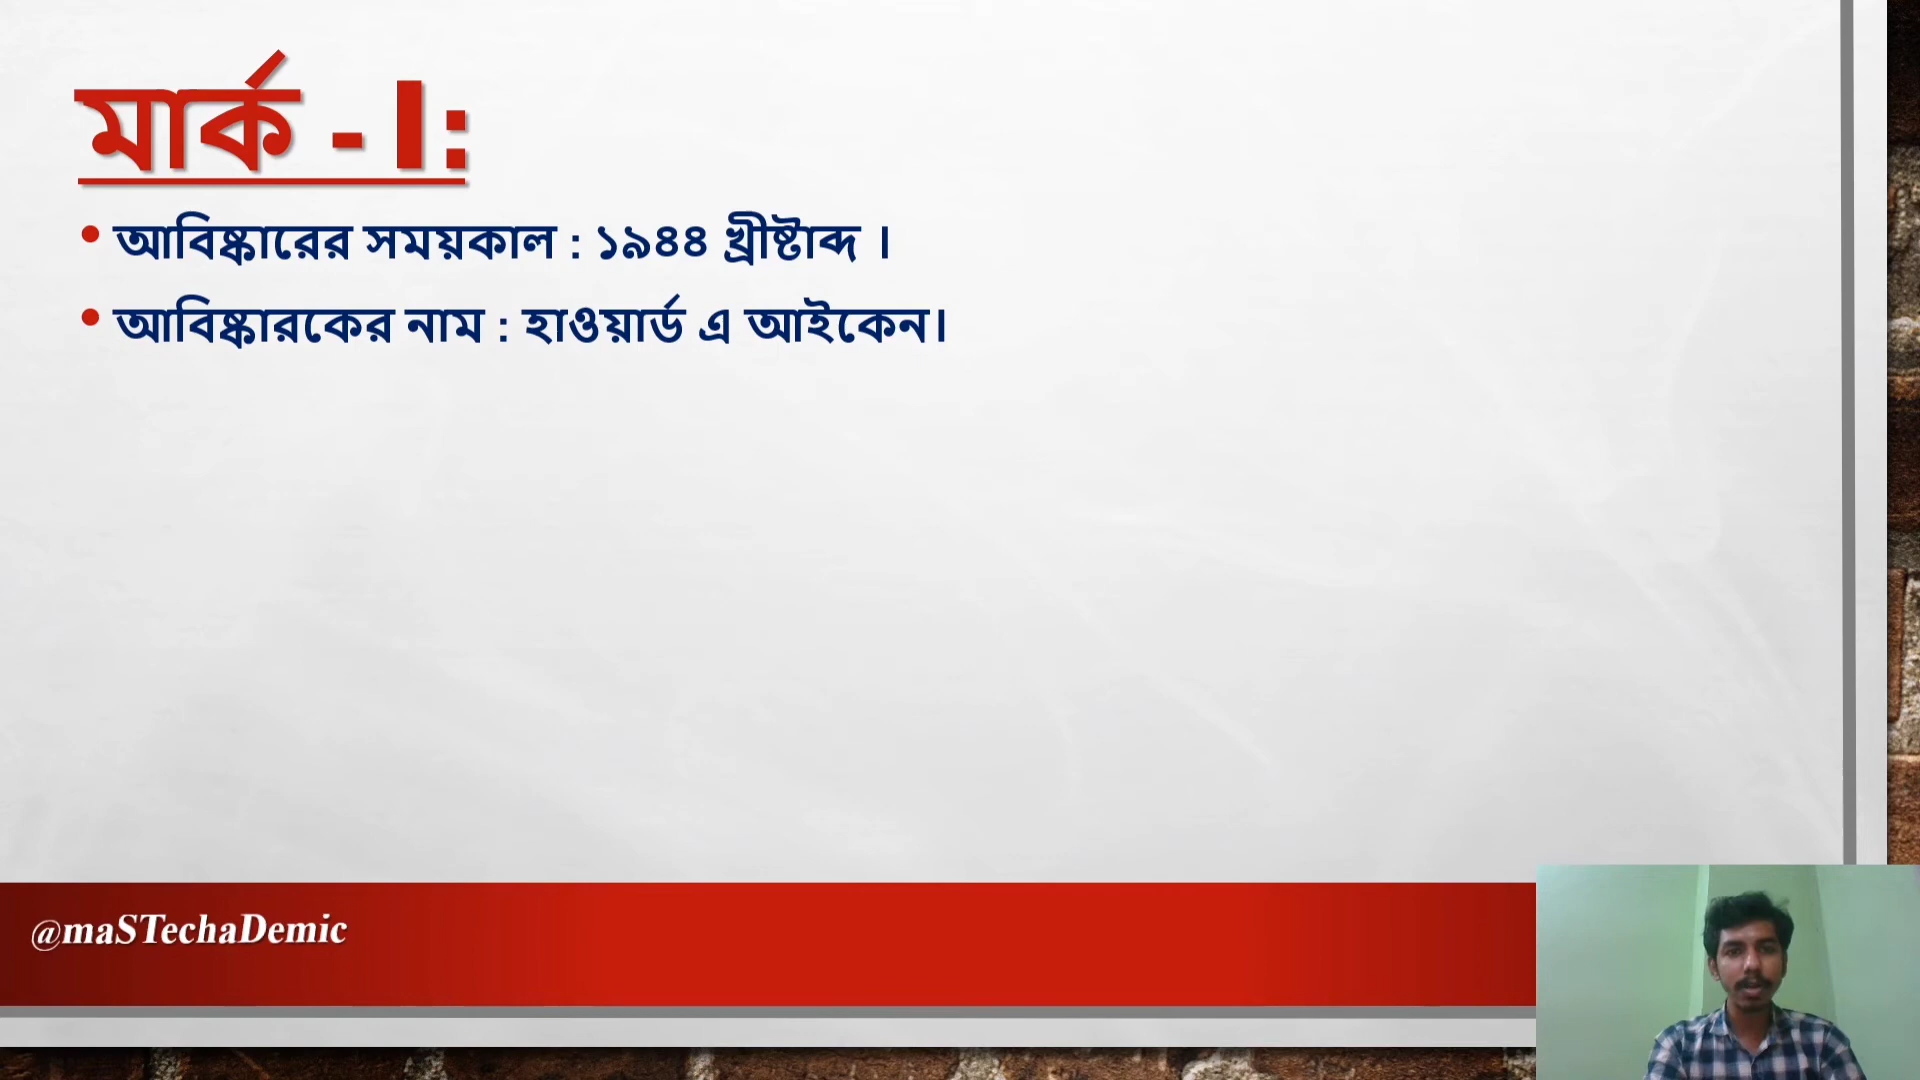 মার্ক - I:
• আবিষ্কারের সময়কাল : ১৯৪৪ খ্রীষ্টাব্দ ।
• আবিষ্কারকের নাম : হাওয়ার্ড এ আইকেন।
@maSTechaDemic